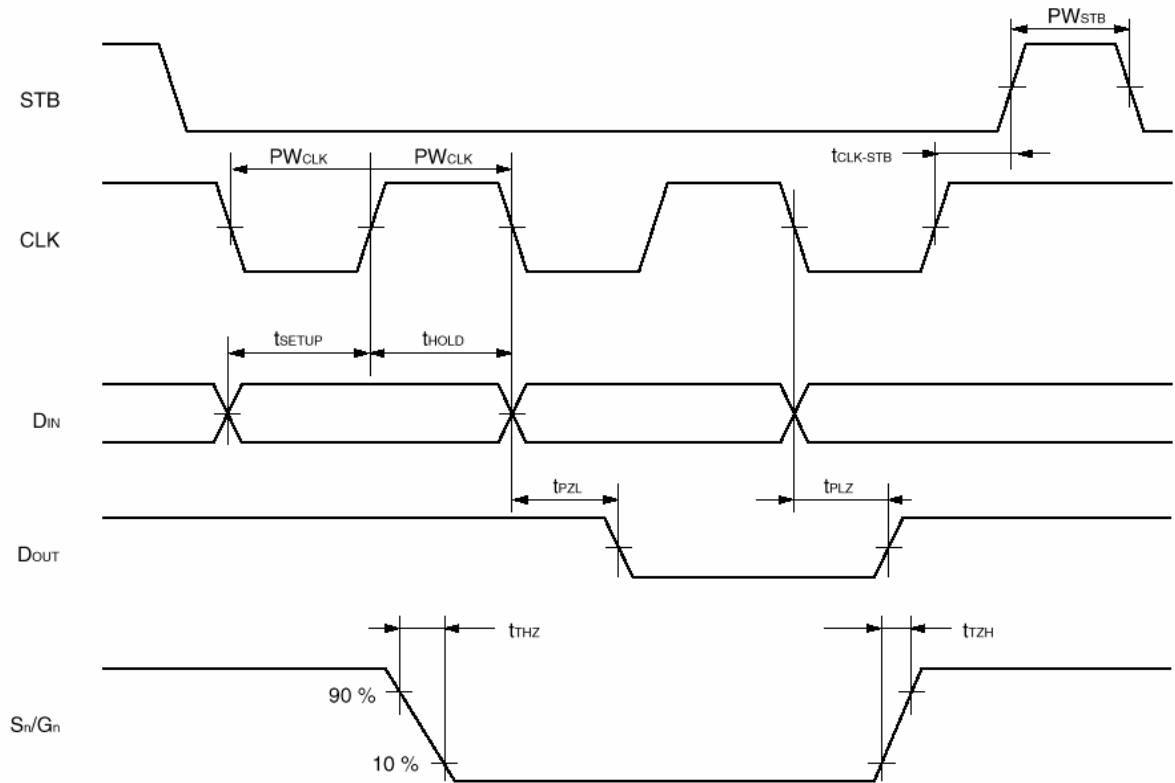 PWSTB
STB
PWCLK PWCLK tCLK-STB
CLK
tSETUP tHOLD
DIN
tPZL tPLZ
DOUT
tTHZ tTZH
90 %
Sn/Gn
10 %